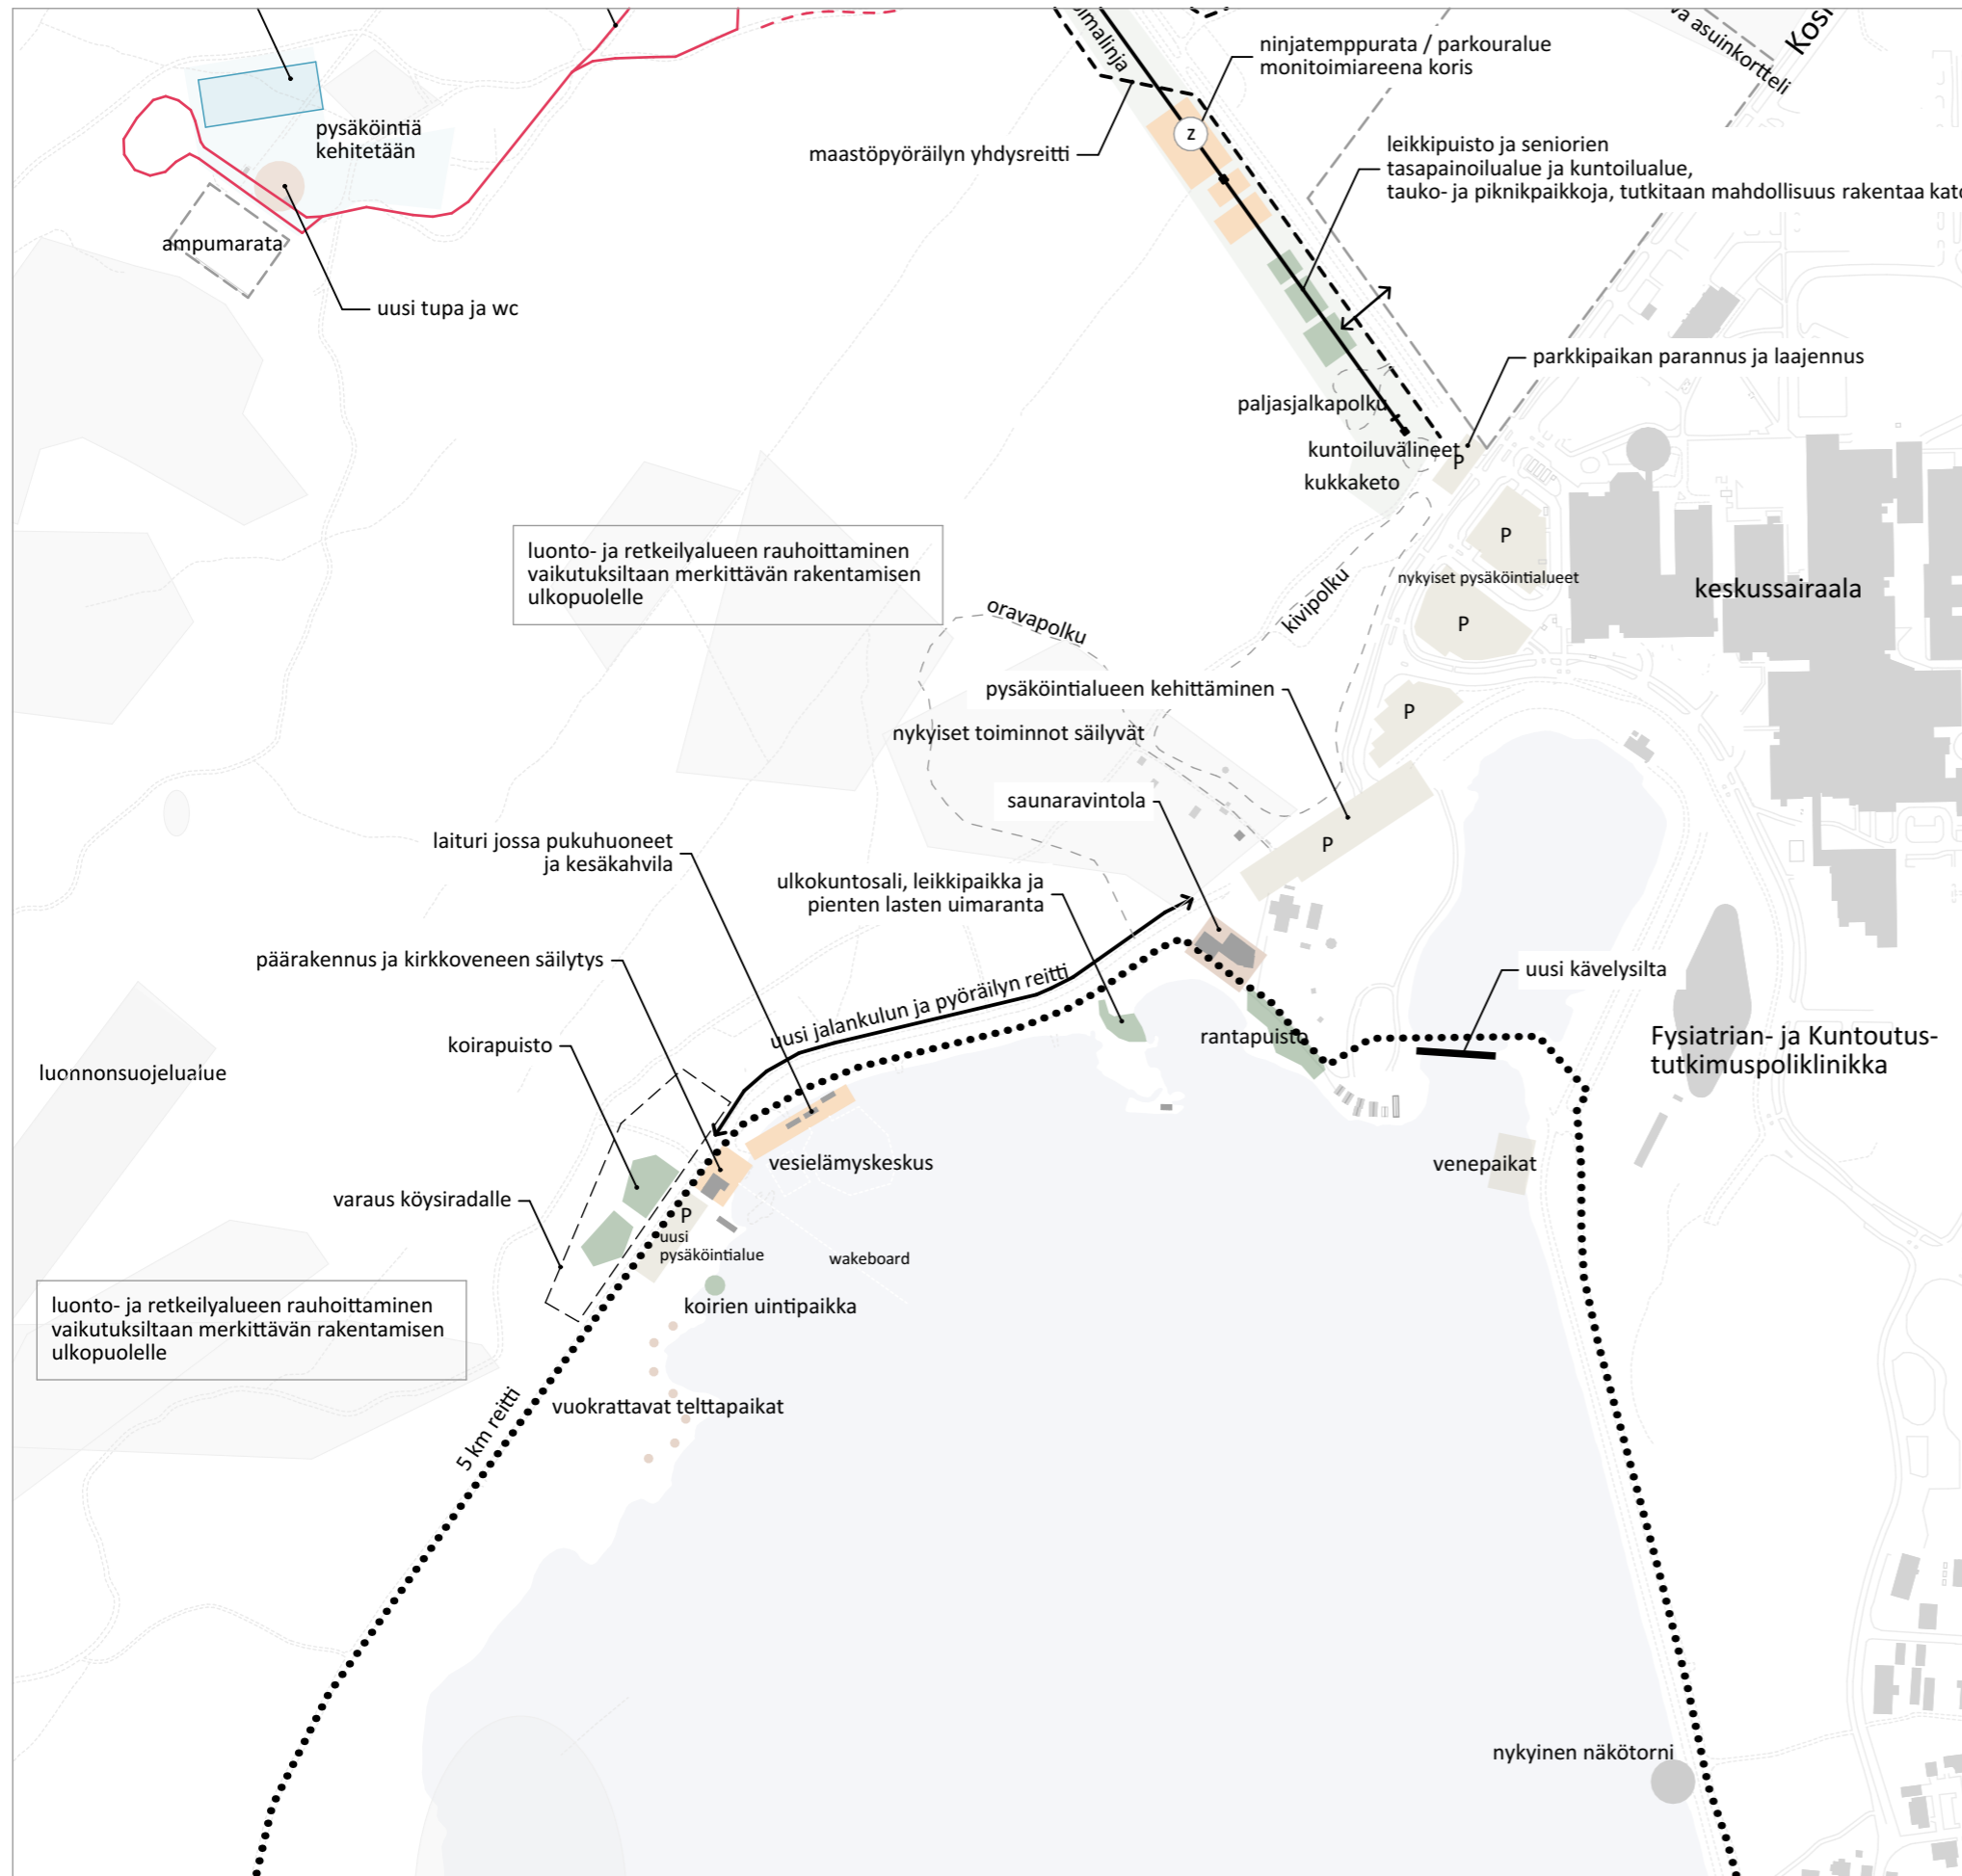 ninjatemppurata / parkouralue
monitoimiareena koris
z
maastöpyöräilyn yhdysreitti
leikkipuisto ja seniorien
tasapainoilualue ja kuntoilualue,
tauko- ja piknikpaikkoja, tutkitaan mahdollisuus rakentaa
asuinkortteli
pysäköintiä
kehitetään
ampumarata
uusi tupa ja wc
parkkipaikan parannus ja laajennus
paljasjalkapolku
kuntoiluvälineet
P
kukkaketo
P
nykyiset pysäköintialueet
P
keskussairaala
luonto- ja retkeilyalueen rauhoittaminen
vaikutuksiltaan merkittävän rakentamisen
ulkopuolelle
oravapolku
kivipolku
pysäköintialueen kehittäminen
P
nykyiset toiminnot säilyvät
saunaravintola
P
laituri jossa pukuhuoneet
ja kesäkahvila
ulkokuntosali, leikkipaikka ja
pienten lasten uimaranta
päärakennus ja kirkkoveneen säilytys
uusi kävelysilta
uusi jalankulun ja pyöräilyn reitti
rantapuisto
Fysiatrian- ja Kuntoutus-
tutkimuspoliklinikka
koirapuisto
luonnonsuojelualue
vesielämyskeskus
venepaikat
varaus köysiradalle
P
uusi
pysäköintialue
wakeboard
koirien uintipaikka
luonto- ja retkeilyalueen rauhoittaminen
vaikutuksiltaan merkittävän rakentamisen
ulkopuolelle
5 km reitti
vuokrattavat telttapaikat
nykyinen näkötorni